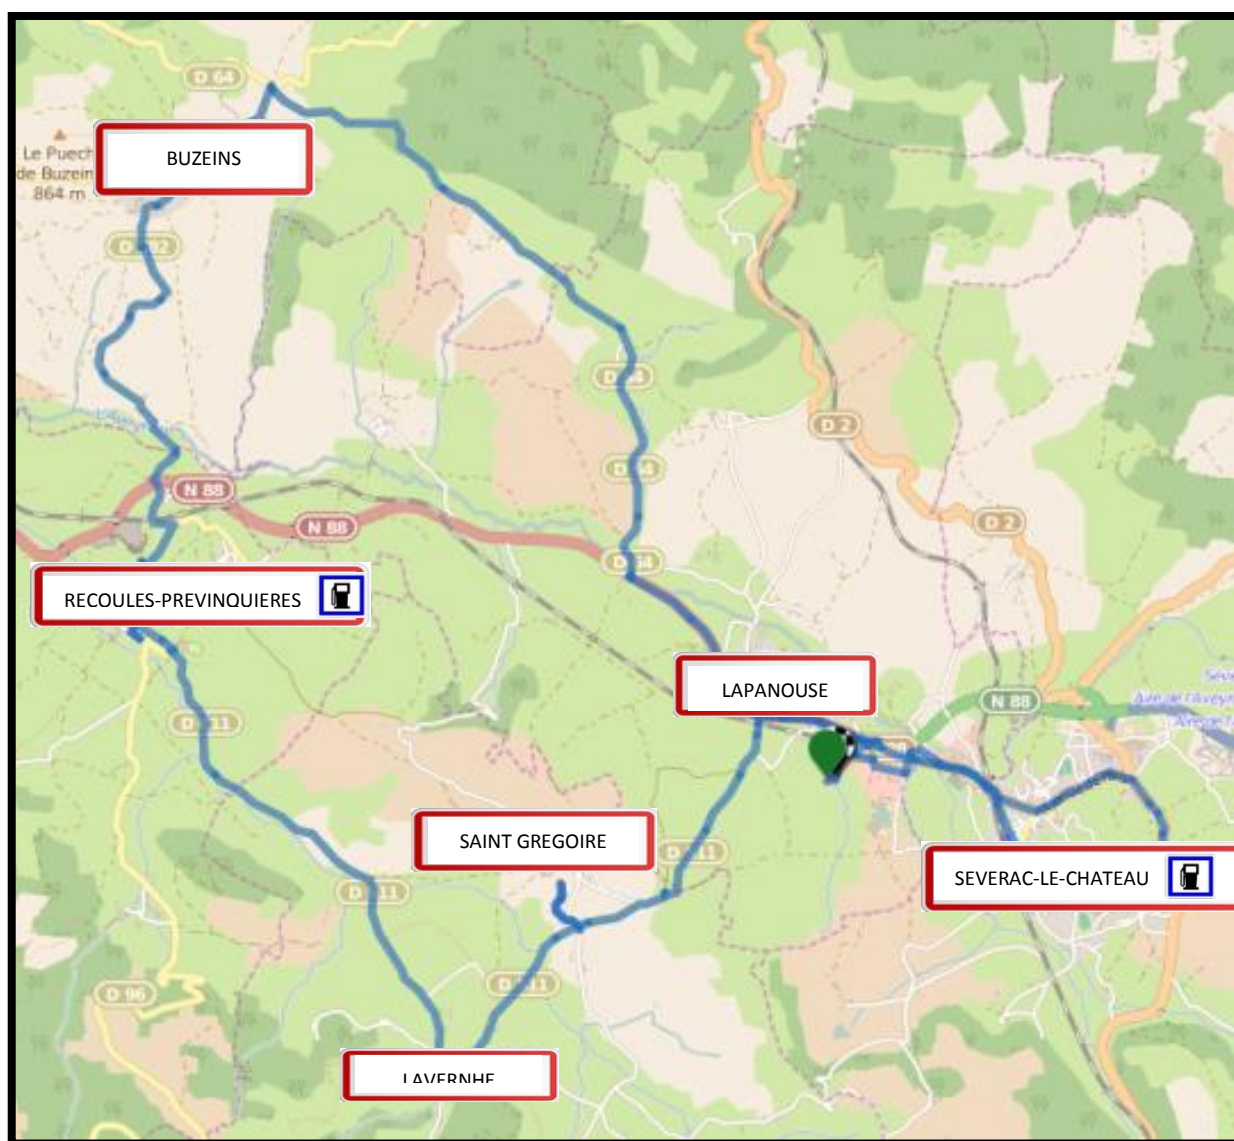 D 64
BUZEINS
Le Puech
de Buzein
864 m
D 2
N 88
D 2
N 88
D 64
RECOULES-PREVINQUIERES
LAPANOUSE
N 88
SAINT GREGOIRE
SEVERAC-LE-CHATEAU
D 96
LAVERNHE